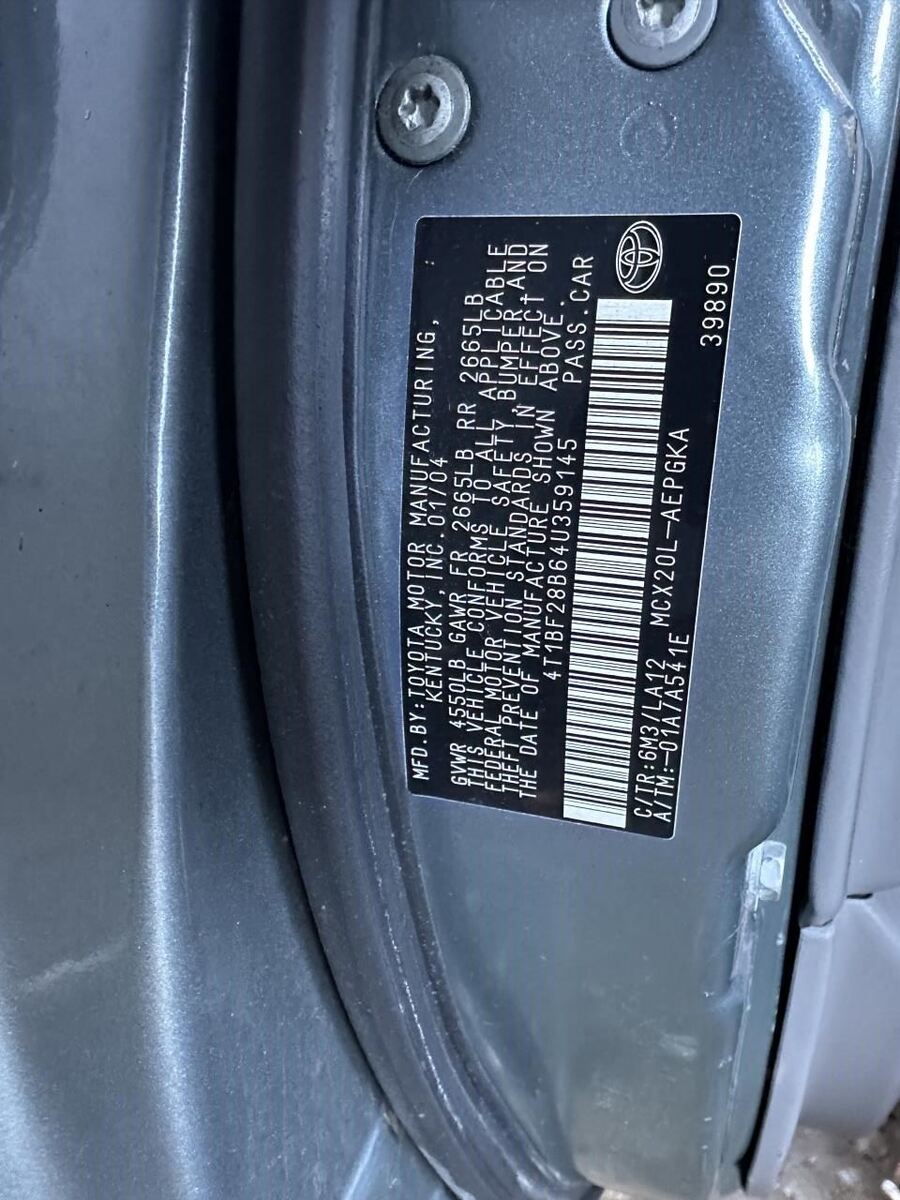 MFD.BY:TOYOTA MOTOR MANUFACTURING,
KENTUCKY, INC. 01/04
GVWR 4550LB GAWR FR 2665LB RR 2665LB
THIS VEHICLE CONFORMS TO ALL APPLICABLE
FEDERAL MOTOR VEHICLE SAFETY, BUMPER, AND
THEFT PREVENTION STANDARDS IN EFFECT ON
THE DATE OF MANUFACTURE SHOWN ABOVE.
4T1BF28B64U359145 PASS.CAR
C/TR:6M3/LA12 MCX20L-AEPGKA
A/TM:-01A/A541E
39890